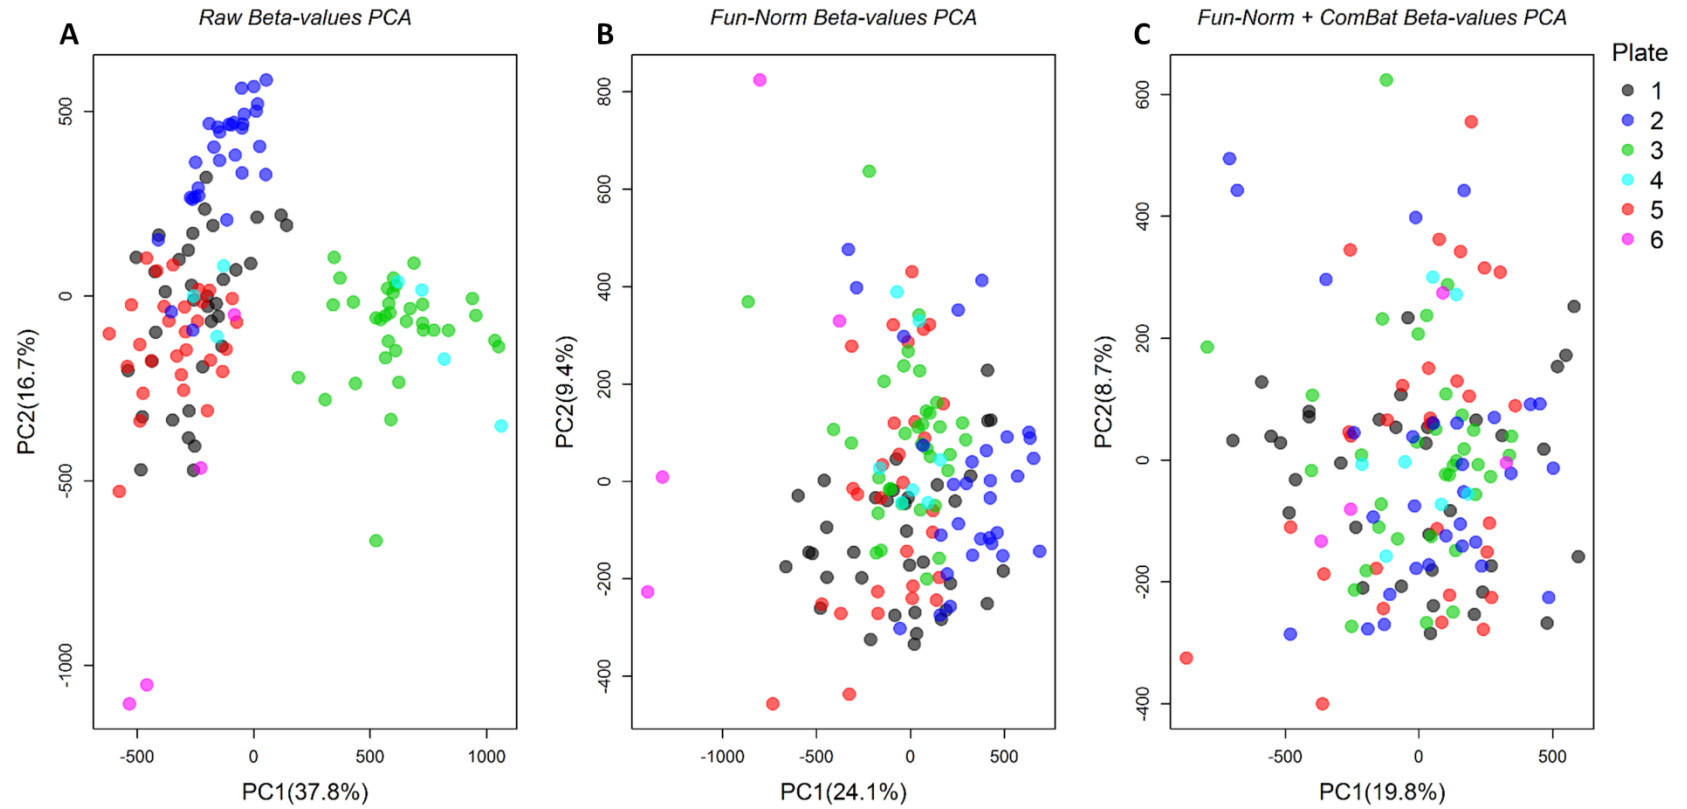 A
Raw Beta-values PCA
PC2(16.7%)
500
0
-500
-1000
-500
0
500
1000
PC1(37.8%)
B
Fun-Norm Beta-values PCA
PC2(9.4%)
800
600
400
200
0
-200
-400
-1000
-500
0
500
PC1(24.1%)
C
Fun-Norm + ComBat Beta-values PCA
PC2(8.7%)
600
400
200
0
-200
-400
-500
0
500
PC1(19.8%)
Plate
1
2
3
4
5
6